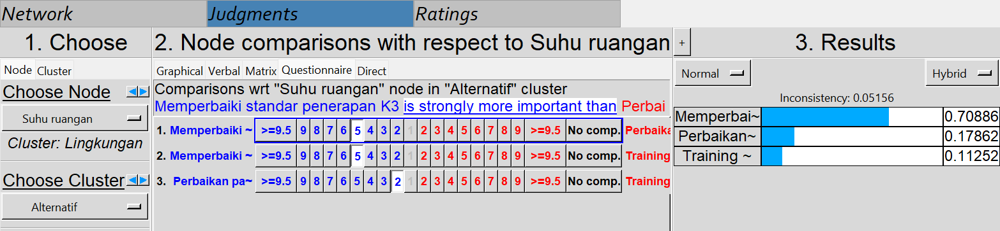 Network Judgments Ratings
1. Choose
2. Node comparisons with respect to Suhu ruangan
+
3. Results
Node Cluster
Graphical Verbal Matrix Questionnaire Direct
Normal
Hybrid
Choose Node
Comparisons wrt "Suhu ruangan" node in "Alternatif" cluster
Memperbaiki standar penerapan K3 is strongly more important than Perbai
Inconsistency: 0.05156
Suhu ruangan
Cluster: Lingkungan
1. Memperbaiki ~ >=9.5 9 8 7 6 5 4 3 2 1 2 3 4 5 6 7 8 9 >=9.5 No comp. Perbaika
2. Memperbaiki ~ >=9.5 9 8 7 6 5 4 3 2 1 2 3 4 5 6 7 8 9 >=9.5 No comp. Training
3. Perbaikan pa~ >=9.5 9 8 7 6 5 4 3 2 1 2 3 4 5 6 7 8 9 >=9.5 No comp. Training
Memperbai~ 0.70886
Perbaikan~ 0.17862
Training ~ 0.11252
Choose Cluster
Alternatif